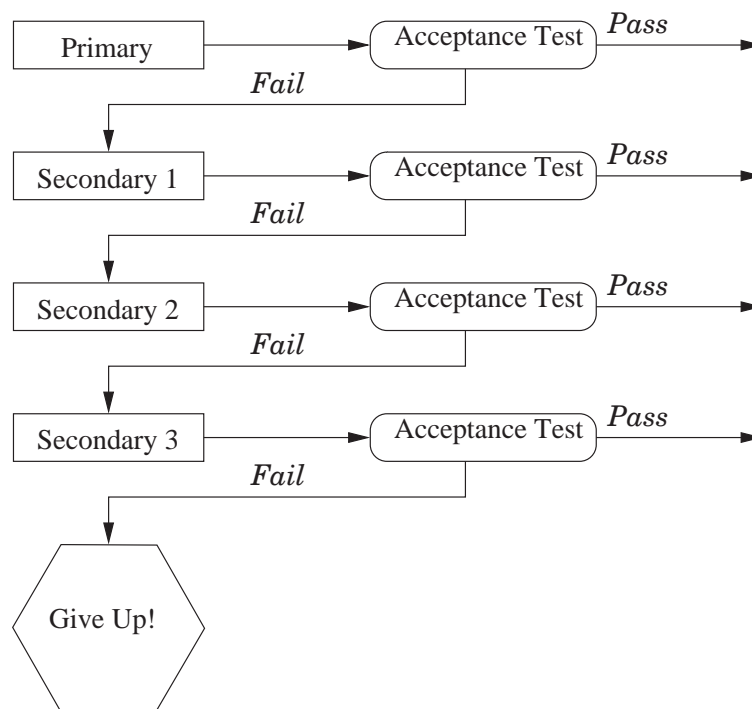 Primary
Acceptance Test
Pass
Fail
Secondary 1
Acceptance Test
Pass
Fail
Secondary 2
Acceptance Test
Pass
Fail
Secondary 3
Acceptance Test
Pass
Fail
Give Up!